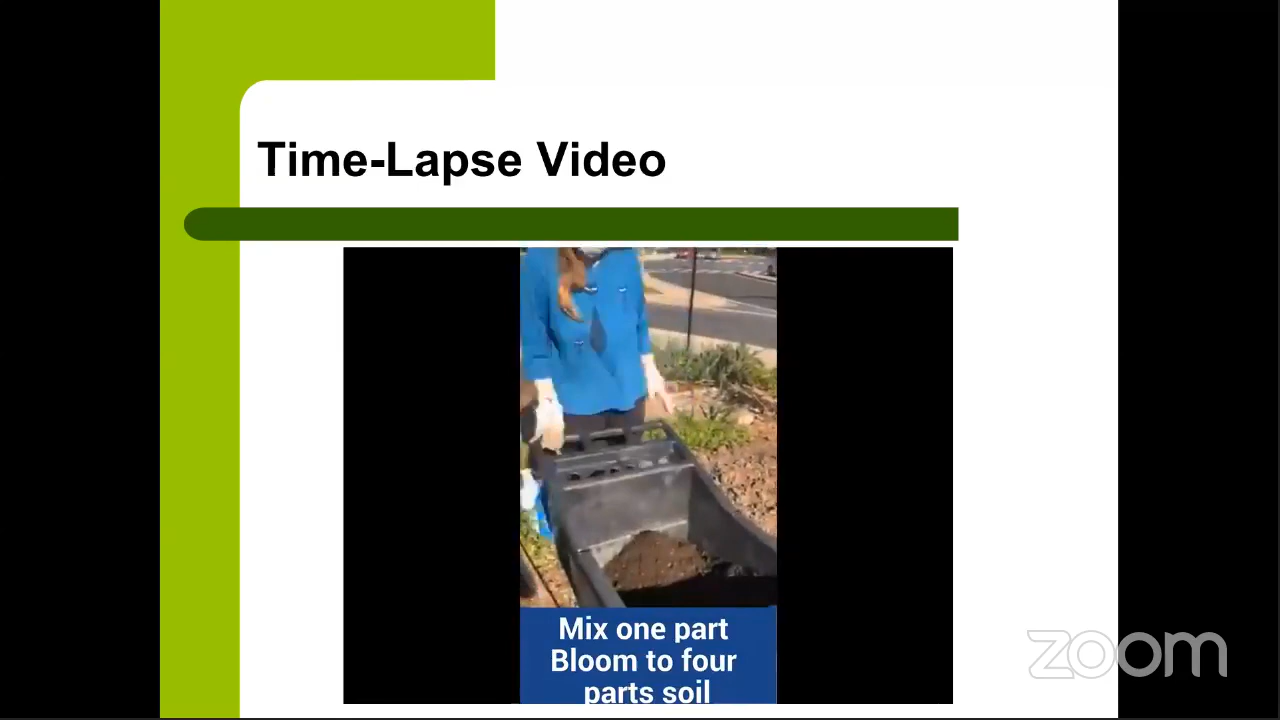 Time-Lapse Video
Mix one part
Bloom to four
parts soil
zoom